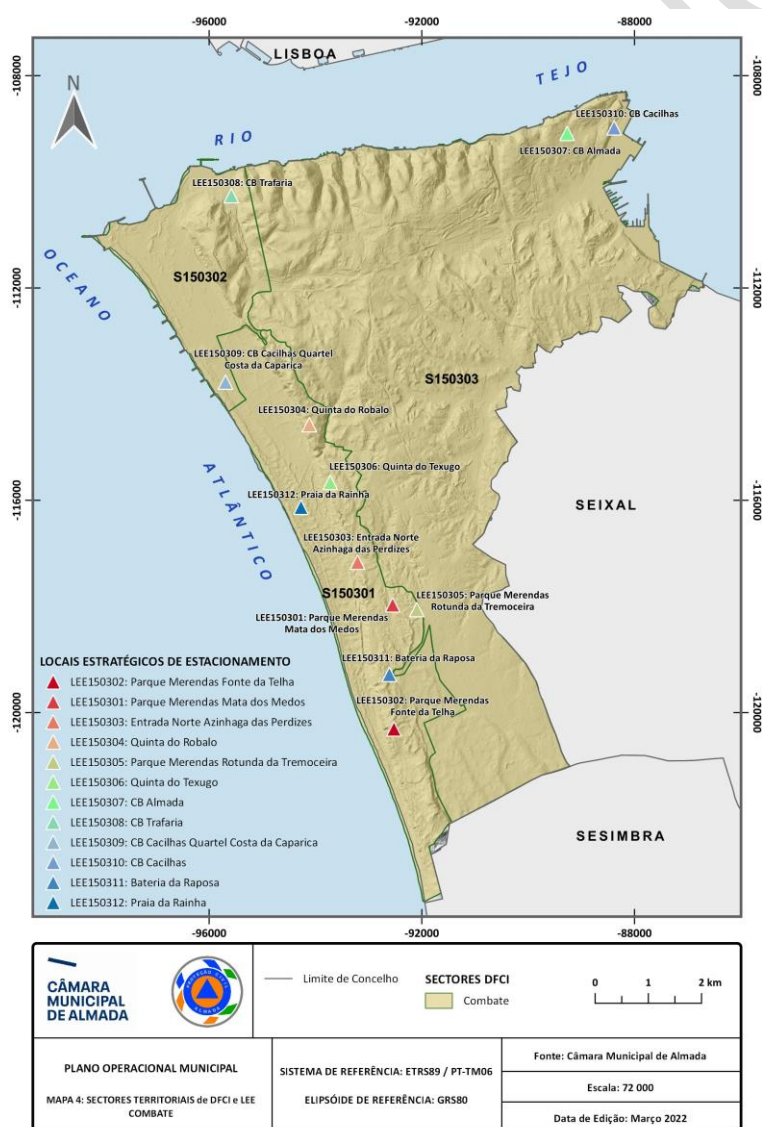 -96000
-92000
-88000
LISBOA
-108000
-108000
N
TEJO
RIO
LEE150310: CB Cacilhas
LEE150307: CB Almada
LEE150308: CB Trafaria
OCEANO
S150302
-112000
-112000
LEE150309: CB Cacilhas Quartel
Costa da Caparica
S150303
LEE150304: Quinta do Robalo
ATLÂNTICO
LEE150306: Quinta do Texugo
LEE150312: Praia da Rainha
-116000
-116000
SEIXAL
LEE150303: Entrada Norte
Azinhaga das Perdizes
S150301
LEE150305: Parque Merendas
Rotunda da Tremoceira
LEE150301: Parque Merendas
Mata dos Medos
LEE150311: Bateria da Raposa
LEE150302: Parque Merendas
Fonte da Telha
-120000
-120000
SESIMBRA
LOCAIS ESTRATÉGICOS DE ESTACIONAMENTO
LEE150302: Parque Merendas Fonte da Telha
LEE150301: Parque Merendas Mata dos Medos
LEE150303: Entrada Norte Azinhaga das Perdizes
LEE150304: Quinta do Robalo
LEE150305: Parque Merendas Rotunda da Tremoceira
LEE150306: Quinta do Texugo
LEE150307: CB Almada
LEE150308: CB Trafaria
LEE150309: CB Cacilhas Quartel Costa da Caparica
LEE150310: CB Cacilhas
LEE150311: Bateria da Raposa
LEE150312: Praia da Rainha
-96000
-92000
-88000
CÂMARA
MUNICIPAL
DE ALMADA
PROTEÇÃO CIVIL
ALMADA
Limite de Concelho
SECTORES DFCI
Combate
0 1 2 km
PLANO OPERACIONAL MUNICIPAL
MAPA 4: SECTORES TERRITORIAIS de DFCI e LEE
COMBATE
SISTEMA DE REFERÊNCIA: ETRS89 / PT-TM06
ELIPSÓIDE DE REFERÊNCIA: GRS80
Fonte: Câmara Municipal de Almada
Escala: 72 000
Data de Edição: Março 2022